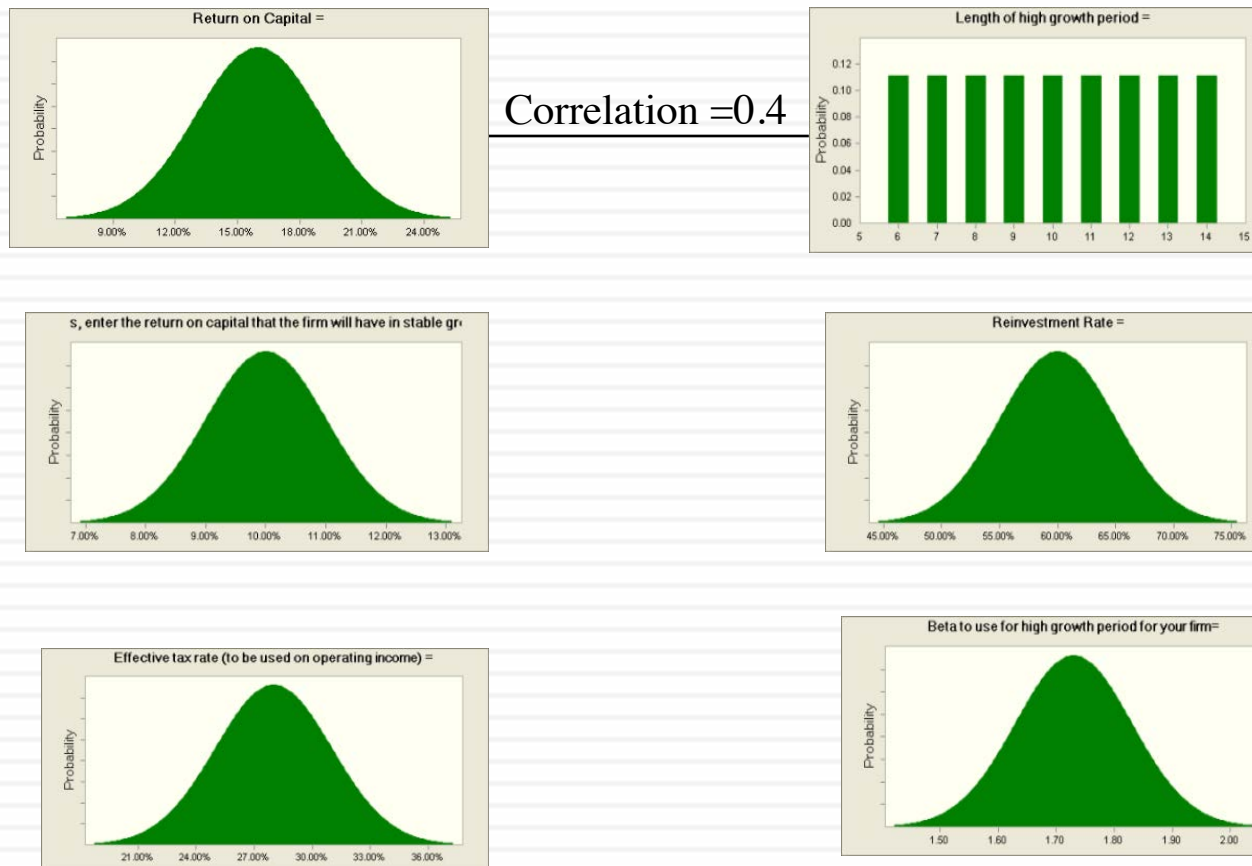 Return on Capital =
Probability
9.00% 12.00% 15.00% 18.00% 21.00% 24.00%
Correlation =0.4
Length of high growth period =
Probability
0.12
0.10
0.08
0.06
0.04
0.02
0.00
5 6 7 8 9 10 11 12 13 14 15
s, enter the return on capital that the firm will have in stable gr
Probability
7.00% 8.00% 9.00% 10.00% 11.00% 12.00% 13.00%
Reinvestment Rate =
Probability
45.00% 50.00% 55.00% 60.00% 65.00% 70.00% 75.00%
Effective tax rate (to be used on operating income) =
Probability
21.00% 24.00% 27.00% 30.00% 33.00% 36.00%
Beta to use for high growth period for your firm=
Probability
1.50 1.60 1.70 1.80 1.90 2.00